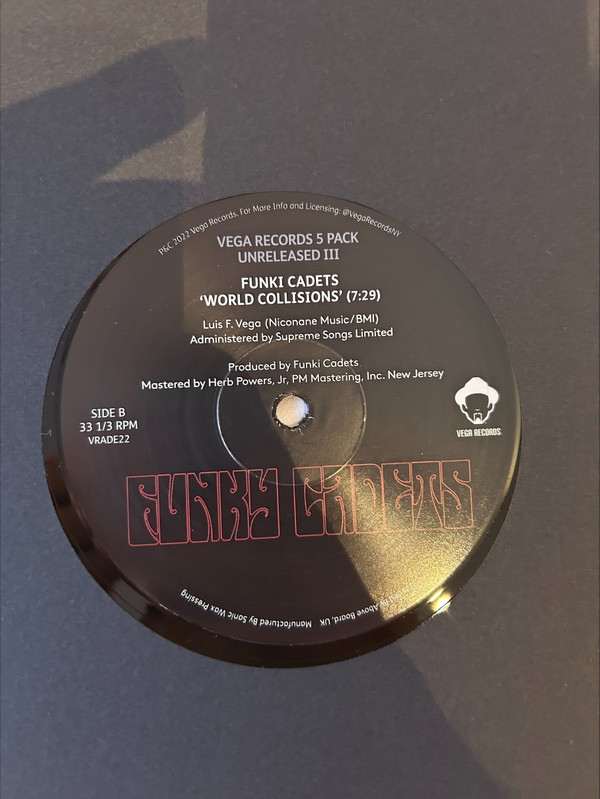 P&C 2022 Vega Records. For More Info and Licensing: @VegaRecordsNY
VEGA RECORDS 5 PACK
UNRELEASED III
FUNKI CADETS
‘WORLD COLLISIONS’ (7:29)
Luis F. Vega (Niconane Music/BMI)
Administered by Supreme Songs Limited
Produced by Funki Cadets
Mastered by Herb Powers, Jr, PM Mastering, Inc. New Jersey
SIDE B
33 1/3 RPM
VRADE22
VEGA RECORDS
FUNKY CADETS
By Above Board, UK
Manufactured By Sonic Wax Pressing